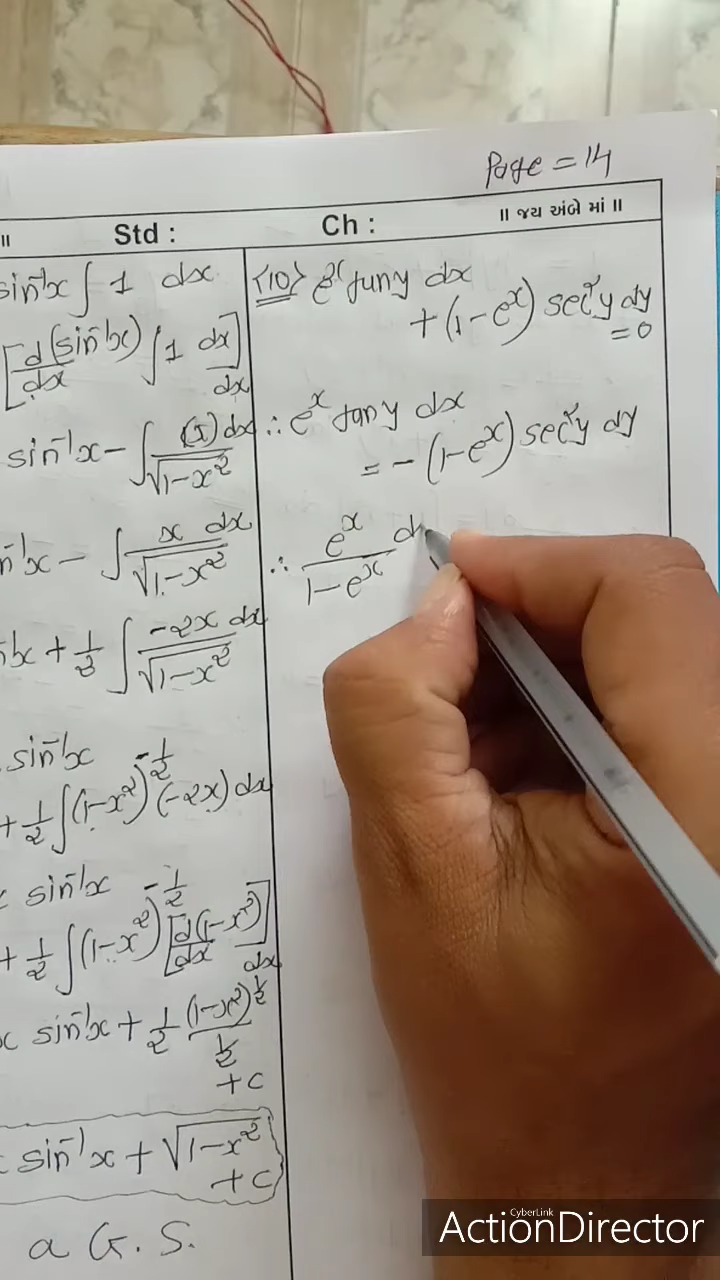 Page = 14
॥ Std : Ch : ॥ જય અંબે માં ॥
sin⁻¹x ∫ 1 dx
[d(sin⁻¹x)/dx ∫ 1 dx] dx
sin⁻¹x - ∫ (x) dx / √1-x²
x - ∫ x dx / √1-x²
x + 1/2 ∫ -2x dx / √1-x²
sin⁻¹x
+ 1/2 ∫ (1-x²)^-1/2 (-2x) dx
sin⁻¹x
+ 1/2 ∫ (1-x²)^-1/2 [d(1-x²)/dx] dx
x sin⁻¹x + 1/2 (1-x²)^1/2 / 1/2
+ c
sin⁻¹x + √1-x²
+ c
a G. S.
<10> eˣ tany dx
+ (1-eˣ) sec²y dy
= 0
∴ eˣ tany dx
= - (1-eˣ) sec²y dy
∴ eˣ / 1-eˣ d
CyberLink
ActionDirector